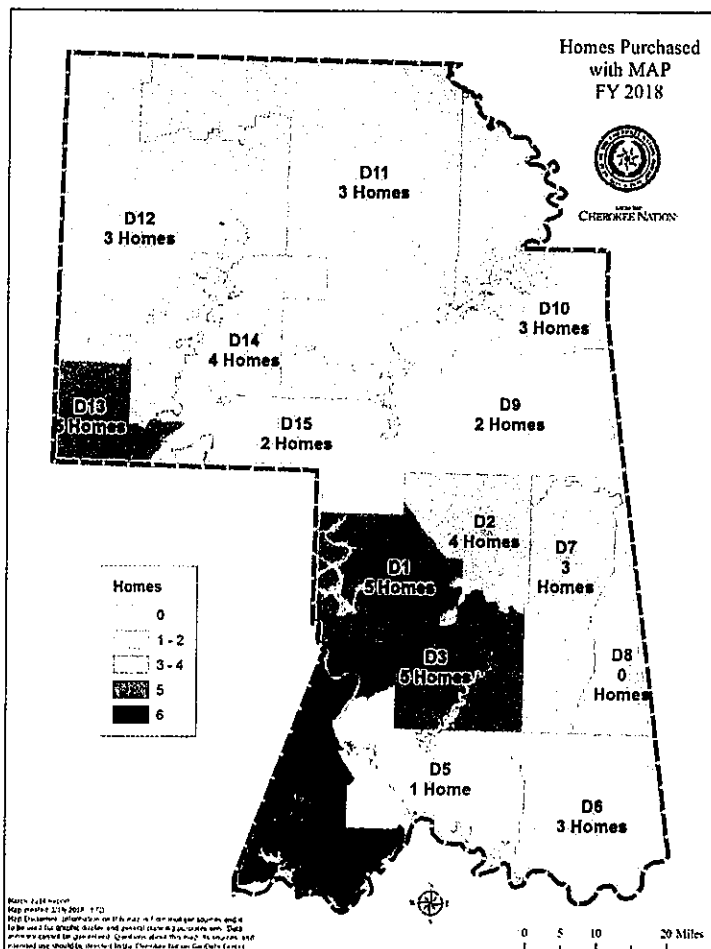 Homes Purchased
with MAP
FY 2018
CHEROKEE NATION
D11
3 Homes
D12
3 Homes
D10
3 Homes
D14
4 Homes
D9
2 Homes
D13
5 Homes
D15
2 Homes
D2
4 Homes
D7
3
Homes
D1
5 Homes
D8
0
Homes
D3
5 Homes
D5
1 Home
D6
3 Homes
Homes
0
1 - 2
3 - 4
5
6
0 5 10 20 Miles